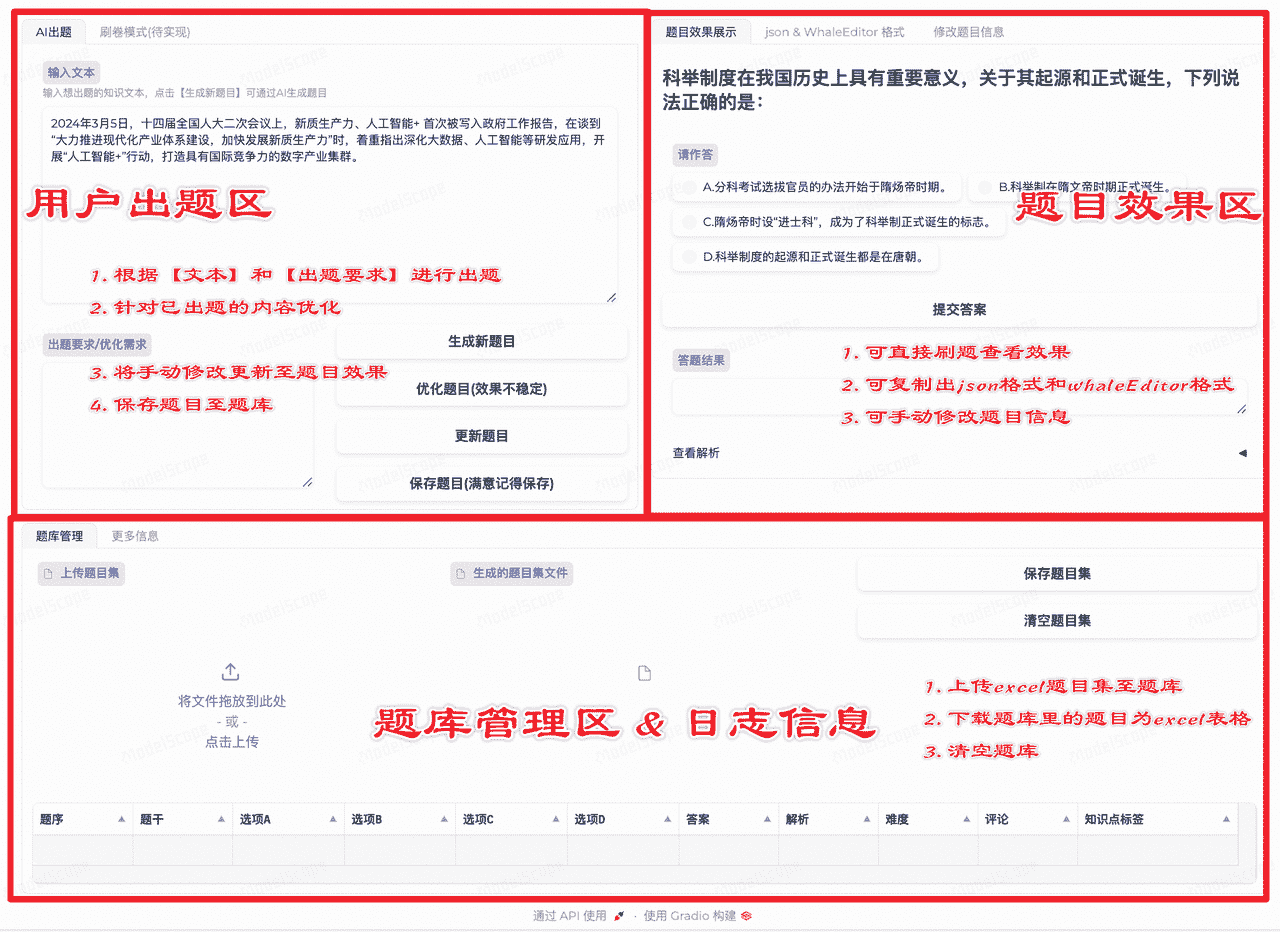 AI出题
刷卷模式(待实现)
输入文本
输入想出题的知识文本，点击【生成新题目】可通过AI生成题目
2024年3月5日，十四届全国人大二次会议上，新质生产力、人工智能+ 首次被写入政府工作报告，在谈到
“大力推进现代化产业体系建设，加快发展新质生产力”时，着重指出深化大数据、人工智能等研发应用，开
展“人工智能+”行动，打造具有国际竞争力的数字产业集群。
用户出题区
1. 根据【文本】和【出题要求】进行出题
2. 针对已出题的内容优化
出题要求/优化需求
3. 将手动修改更新至题目效果
4. 保存题目至题库
生成新题目
优化题目(效果不稳定)
更新题目
保存题目(满意记得保存)
题目效果展示
json & WhaleEditor 格式
修改题目信息
科举制度在我国历史上具有重要意义，关于其起源和正式诞生，下列说
法正确的是：
请作答
A.分科考试选拔官员的办法开始于隋炀帝时期。
B.科举制在隋文帝时期正式诞生。
题目效果区
C.隋炀帝时设“进士科”，成为了科举制正式诞生的标志。
D.科举制度的起源和正式诞生都是在唐朝。
提交答案
答题结果
1. 可直接刷题查看效果
2. 可复制出json格式和whaleEditor格式
3. 可手动修改题目信息
查看解析
题库管理
更多信息
上传题目集
生成的题目集文件
保存题目集
清空题目集
将文件拖放到此处
- 或 -
点击上传
题库管理区 & 日志信息
1. 上传excel题目集至题库
2. 下载题库里的题目为excel表格
3. 清空题库
题序
题干
选项A
选项B
选项C
选项D
答案
解析
难度
评论
知识点标签
通过 API 使用 · 使用 Gradio 构建
ModelScope